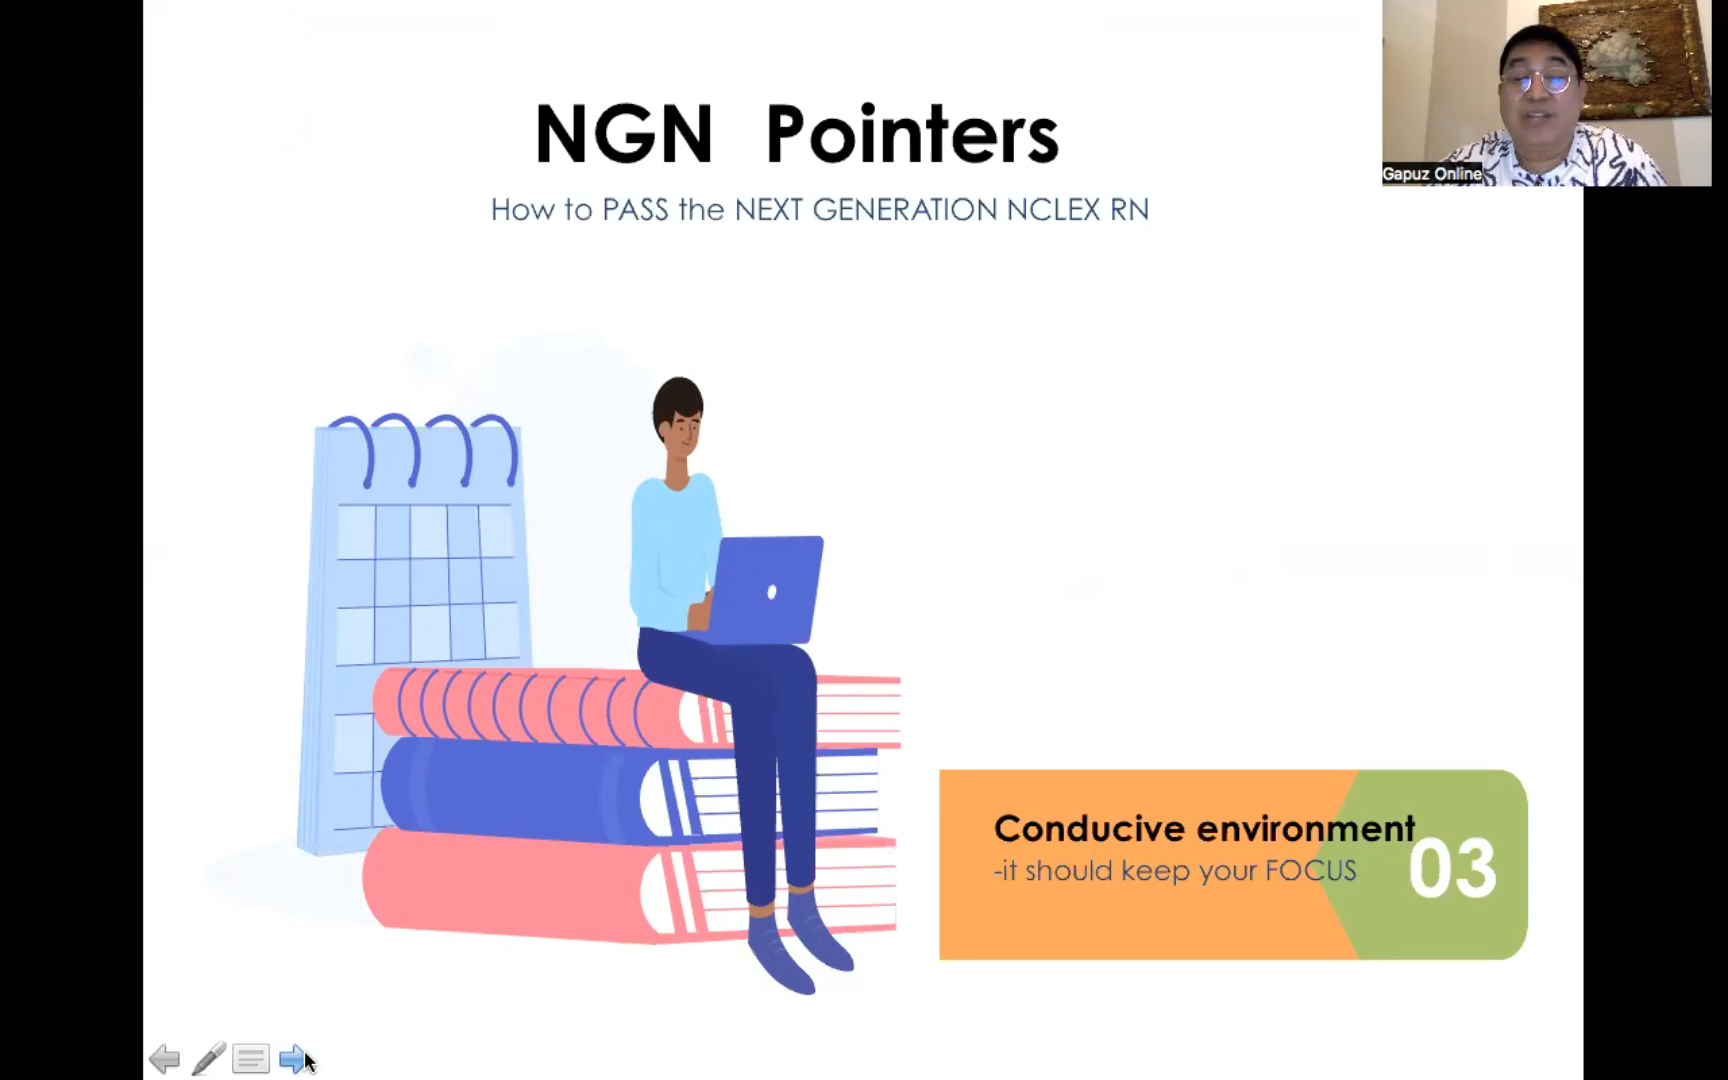 NGN Pointers
How to PASS the NEXT GENERATION NCLEX RN
Gapuz Online
Conducive environment
-it should keep your FOCUS
03